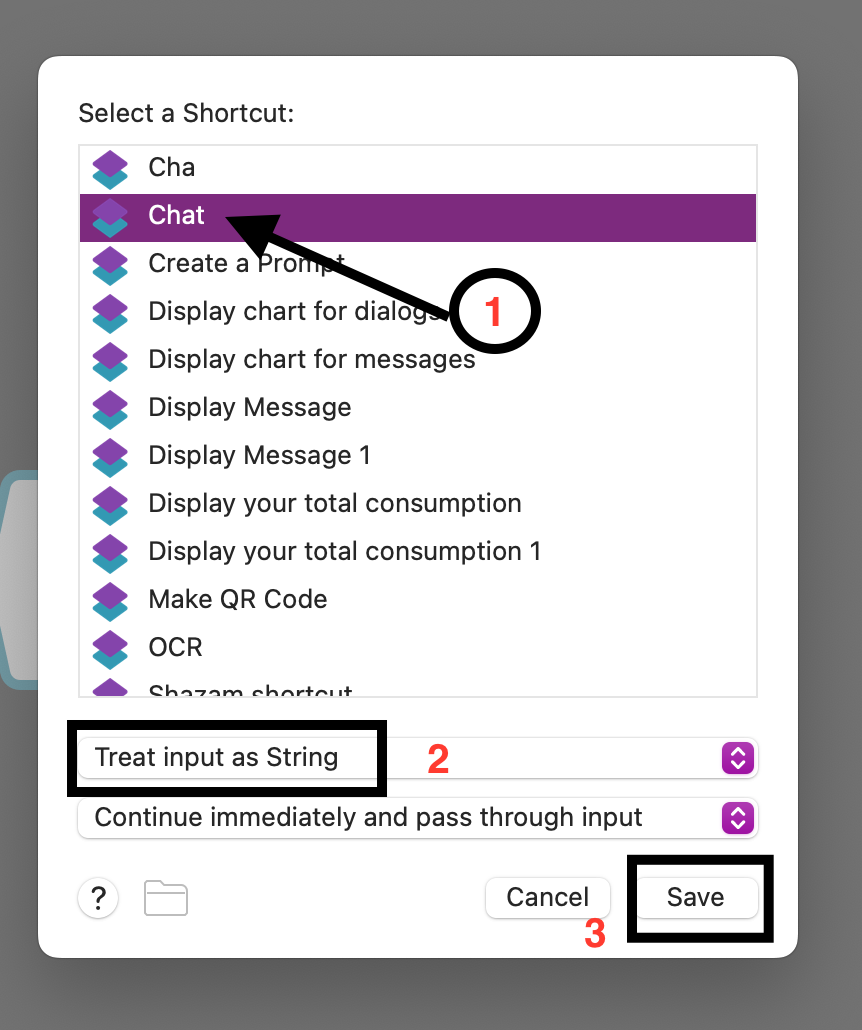 Select a Shortcut:
Cha
Chat
Create a Prompt
1
Display chart for dialogs
Display chart for messages
Display Message
Display Message 1
Display your total consumption
Display your total consumption 1
Make QR Code
OCR
Shazam shortcut
Treat input as String
2
Continue immediately and pass through input
?
Cancel
Save
3